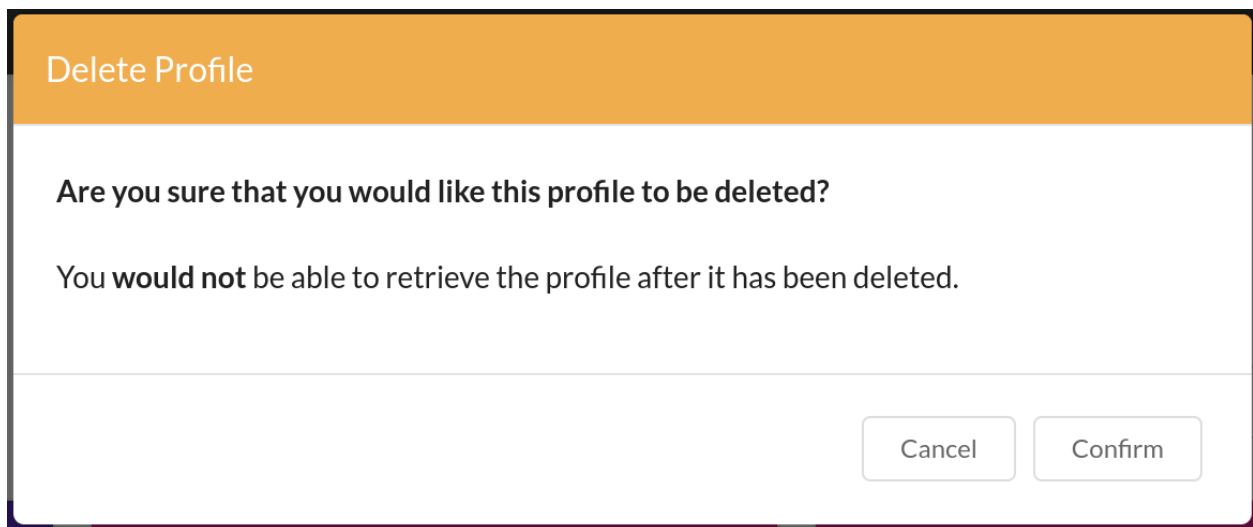 Delete Profile
Are you sure that you would like this profile to be deleted?
You would not be able to retrieve the profile after it has been deleted.
Cancel Confirm